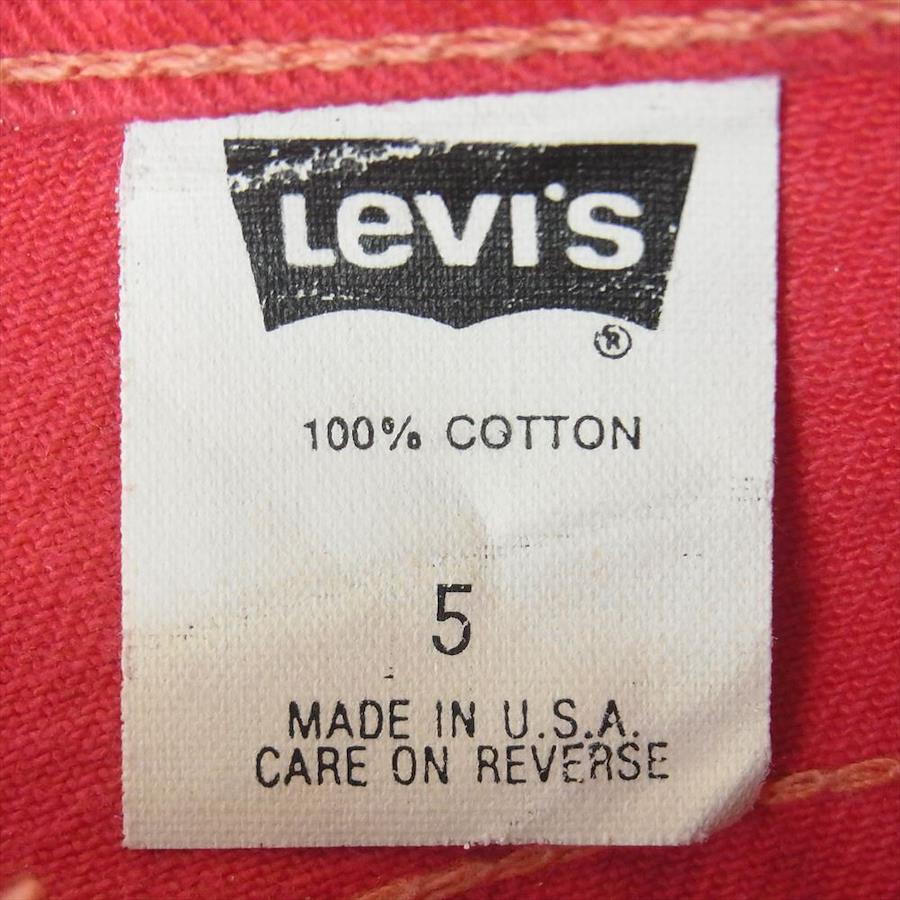 Levi's
®
100% COTTON
5
MADE IN U.S.A.
CARE ON REVERSE